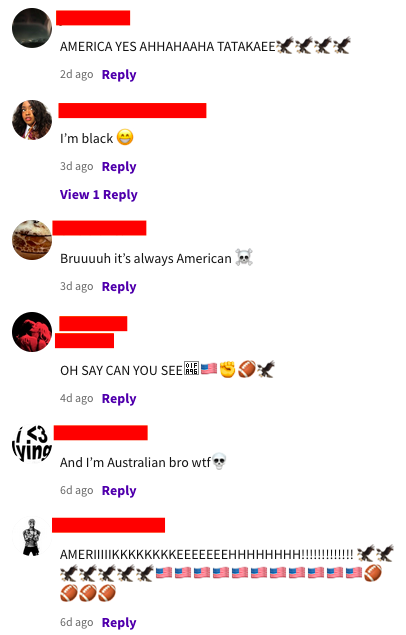 AMERICA YES AHHAHAAHA TATAKAEE🦅🦅🦅🦅
2d ago Reply
I’m black 😁
3d ago Reply
View 1 Reply
Bruuuuh it’s always American ☠️
3d ago Reply
OH SAY CAN YOU SEE🪖🇺🇸✊🏈🦅
4d ago Reply
i <3
lying
And I’m Australian bro wtf💀
6d ago Reply
AMERIIIIIKKKKKKKKEEEEEEEHHHHHHHH!!!!!!!!!!!!! 🦅🦅
🦅🦅🦅🦅🦅🇺🇸🇺🇸🇺🇸🇺🇸🇺🇸🇺🇸🇺🇸🇺🇸🇺🇸🇺🇸🇺🇸🏈
🏈🏈🏈
6d ago Reply